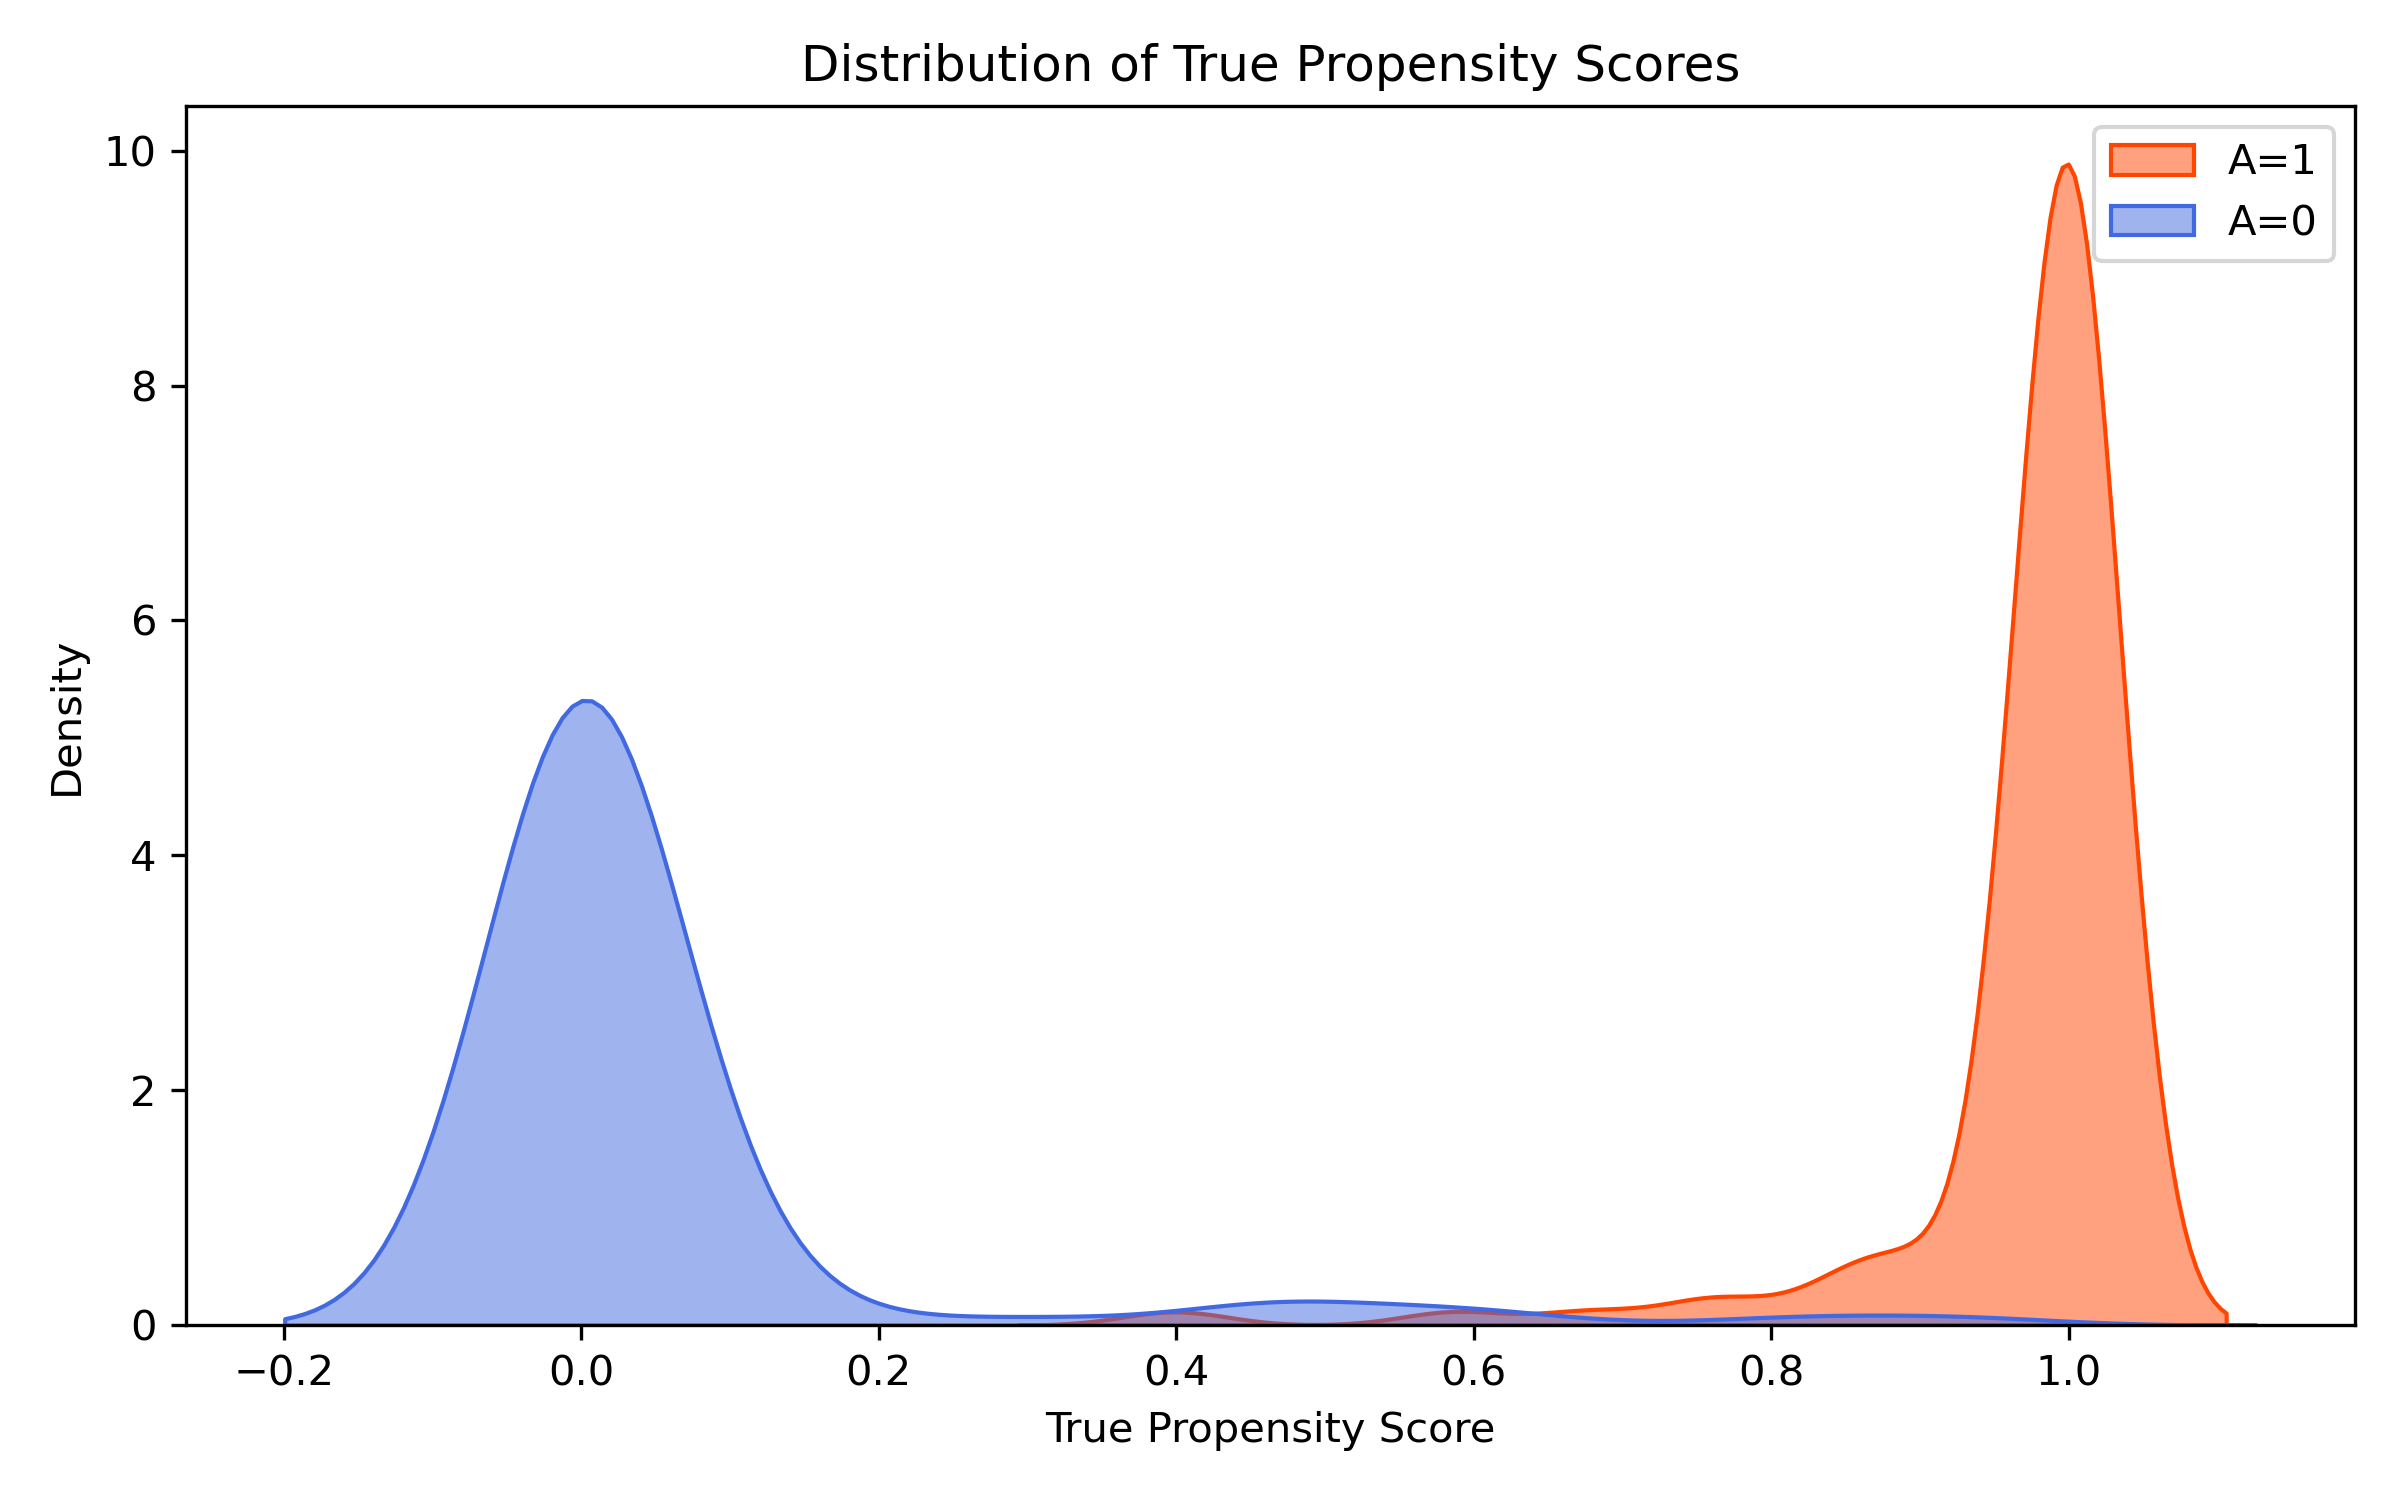 Distribution of True Propensity Scores
A=1
A=0
Density
10
8
6
4
2
0
−0.2
0.0
0.2
0.4
0.6
0.8
1.0
True Propensity Score